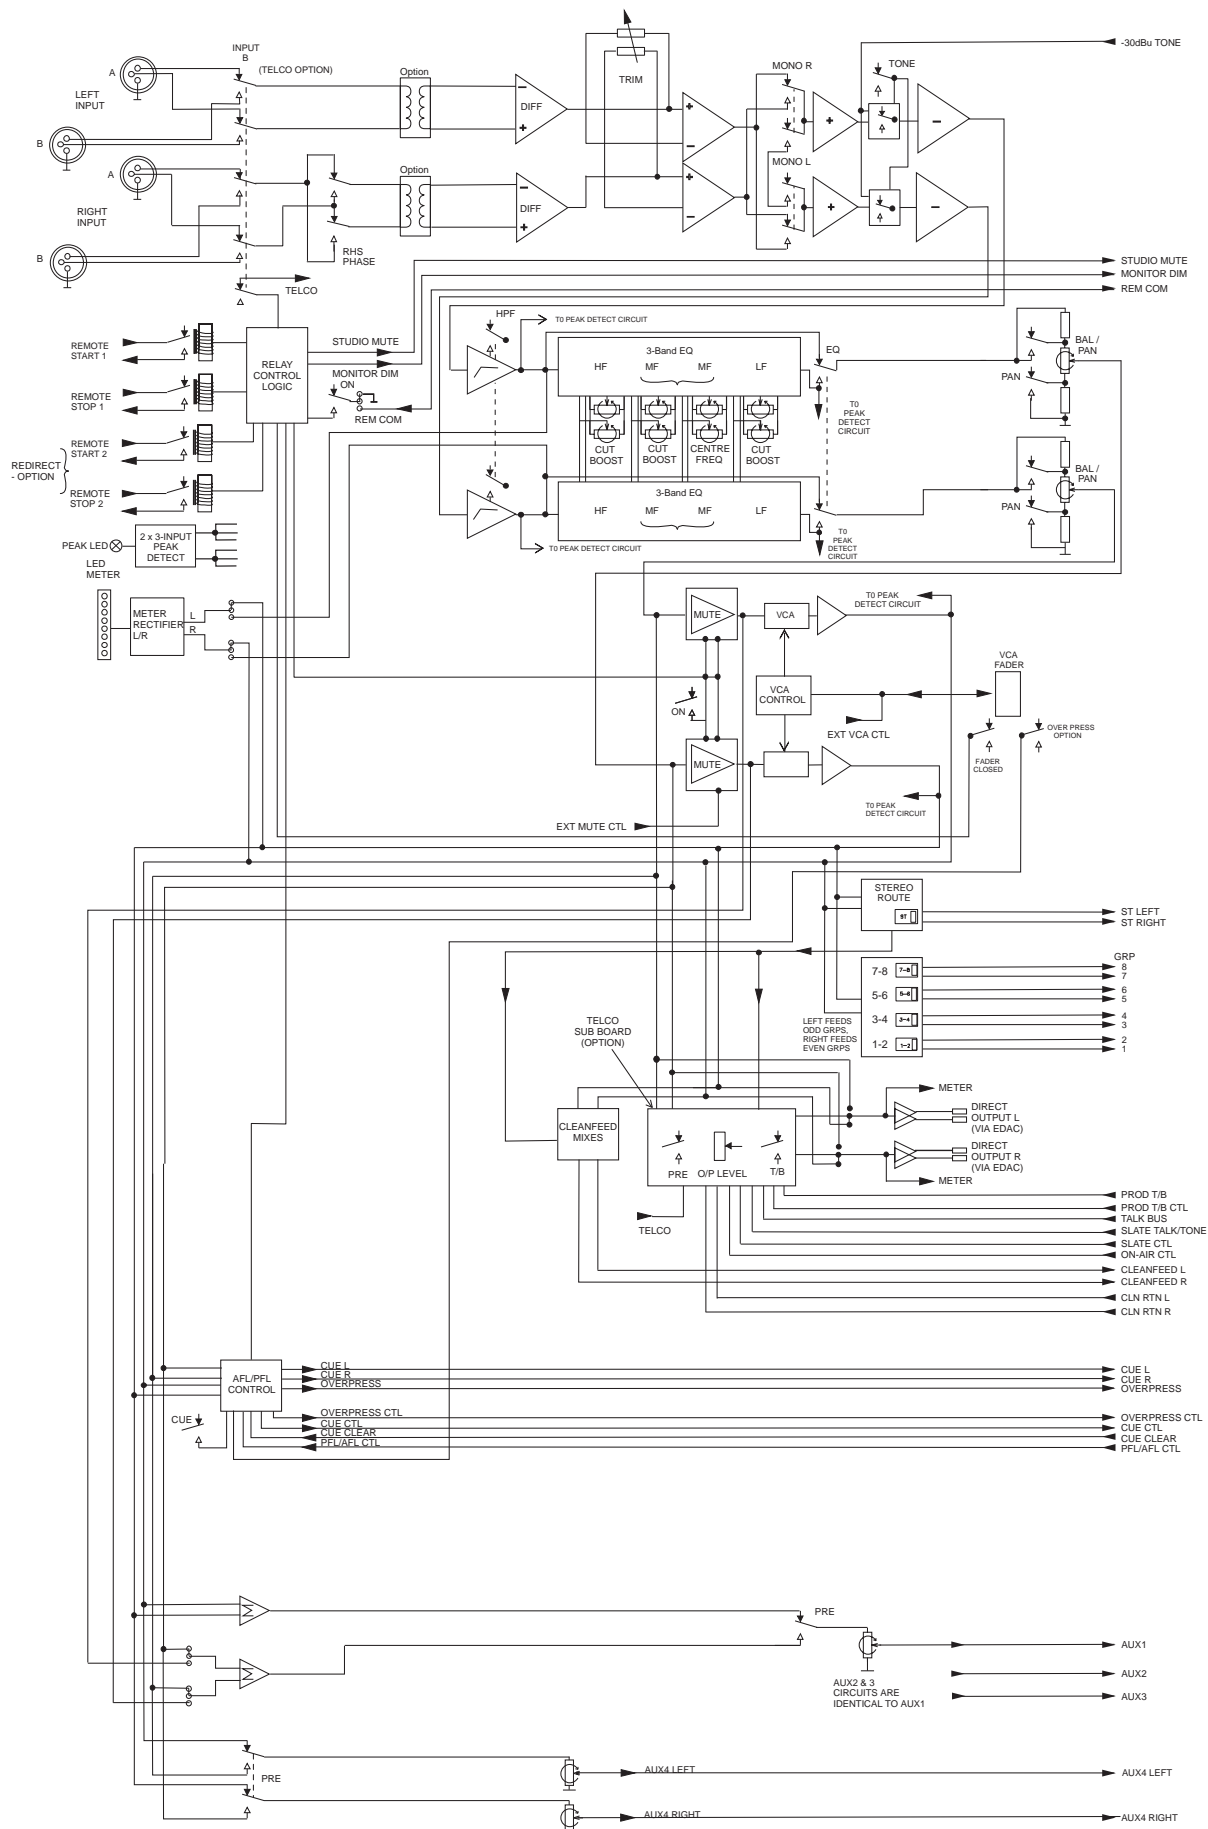 -30dBu TONE
INPUT
B
(TELCO OPTION)
A
LEFT
INPUT
B
A
RIGHT
INPUT
B
Option
Option
DIFF
DIFF
TRIM
MONO R
MONO L
TONE
RHS
PHASE
TELCO
STUDIO MUTE
MONITOR DIM
REM COM
REMOTE
START 1
REMOTE
STOP 1
REMOTE
START 2
REDIRECT
- OPTION
REMOTE
STOP 2
RELAY
CONTROL
LOGIC
STUDIO MUTE
MONITOR DIM
ON
REM COM
HPF
T0 PEAK DETECT CIRCUIT
3-Band EQ
HF MF MF LF
EQ
T0
PEAK
DETECT
CIRCUIT
CUT
BOOST
CUT
BOOST
CENTRE
FREQ
CUT
BOOST
3-Band EQ
HF MF MF LF
T0 PEAK DETECT CIRCUIT
T0
PEAK
DETECT
CIRCUIT
BAL /
PAN
PAN
BAL /
PAN
PAN
PEAK LED
2 x 3-INPUT
PEAK
DETECT
LED
METER
METER
RECTIFIER
L/R
L
R
MUTE
VCA
T0 PEAK
DETECT CIRCUIT
VCA
CONTROL
VCA
FADER
ON
EXT VCA CTL
OVER PRESS
OPTION
FADER
CLOSED
MUTE
T0 PEAK
DETECT CIRCUIT
EXT MUTE CTL
STEREO
ROUTE
ST
ST LEFT
ST RIGHT
GRP
7-8 7-8
8
7
5-6 5-6
6
5
3-4 3-4
4
3
1-2 1-2
2
1
LEFT FEEDS
ODD GRPS,
RIGHT FEEDS
EVEN GRPS
TELCO
SUB BOARD
(OPTION)
CLEANFEED
MIXES
PRE O/P LEVEL T/B
TELCO
METER
DIRECT
OUTPUT L
(VIA EDAC)
DIRECT
OUTPUT R
(VIA EDAC)
METER
PROD T/B
PROD T/B CTL
TALK BUS
SLATE TALK/TONE
SLATE CTL
ON-AIR CTL
CLEANFEED L
CLEANFEED R
CLN RTN L
CLN RTN R
AFL/PFL
CONTROL
CUE
CUE L CUE L
CUE R CUE R
OVERPRESS OVERPRESS
OVERPRESS CTL OVERPRESS CTL
CUE CTL CUE CTL
CUE CLEAR CUE CLEAR
PFL/AFL CTL PFL/AFL CTL
Σ
Σ
PRE
AUX1
AUX2
AUX3
AUX2 & 3
CIRCUITS ARE
IDENTICAL TO AUX1
PRE
AUX4 LEFT AUX4 LEFT
AUX4 RIGHT AUX4 RIGHT